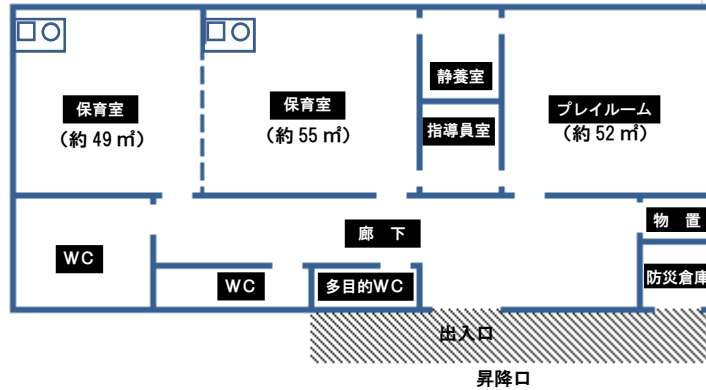 保育室
（約 49 ㎡）
保育室
（約 55 ㎡）
静養室
指導員室
プレイルーム
（約 52 ㎡）
廊　下
物　置
WC
WC
多目的WC
防災倉庫
出入口
昇降口